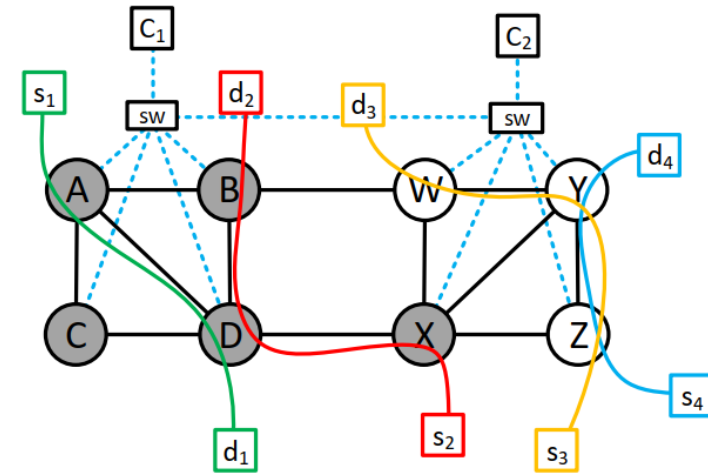 C₁
C₂
s₁
d₂
d₃
sw
sw
d₄
A
B
W
Y
C
D
X
Z
s₄
d₁
s₂
s₃